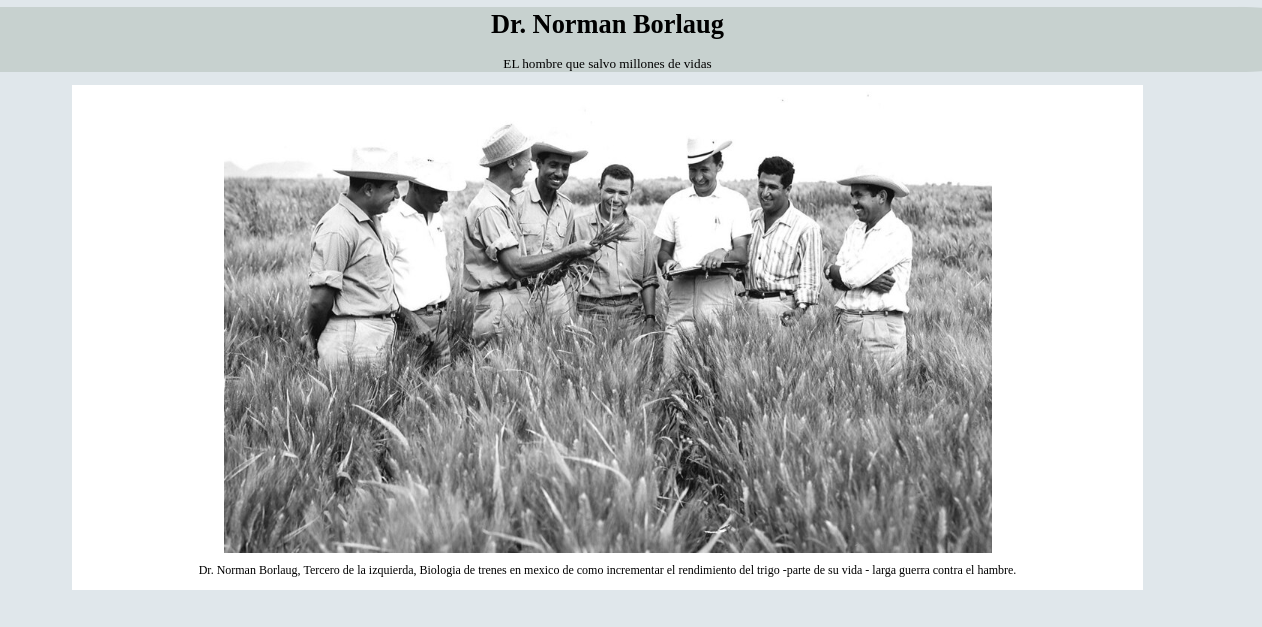 Dr. Norman Borlaug
EL hombre que salvo millones de vidas
Dr. Norman Borlaug, Tercero de la izquierda, Biologia de trenes en mexico de como incrementar el rendimiento del trigo -parte de su vida - larga guerra contra el hambre.